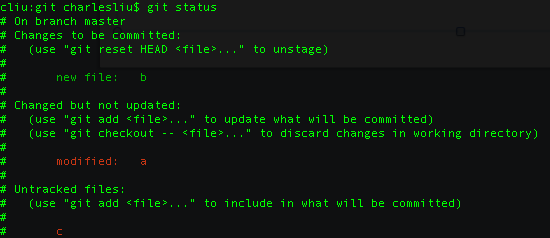 cliu:git charlesliu$ git status
# On branch master
# Changes to be committed:
#   (use "git reset HEAD <file>..." to unstage)
#
#       new file:   b
#
# Changed but not updated:
#   (use "git add <file>..." to update what will be committed)
#   (use "git checkout -- <file>..." to discard changes in working directory)
#
#       modified:   a
#
# Untracked files:
#   (use "git add <file>..." to include in what will be committed)
#
#       c